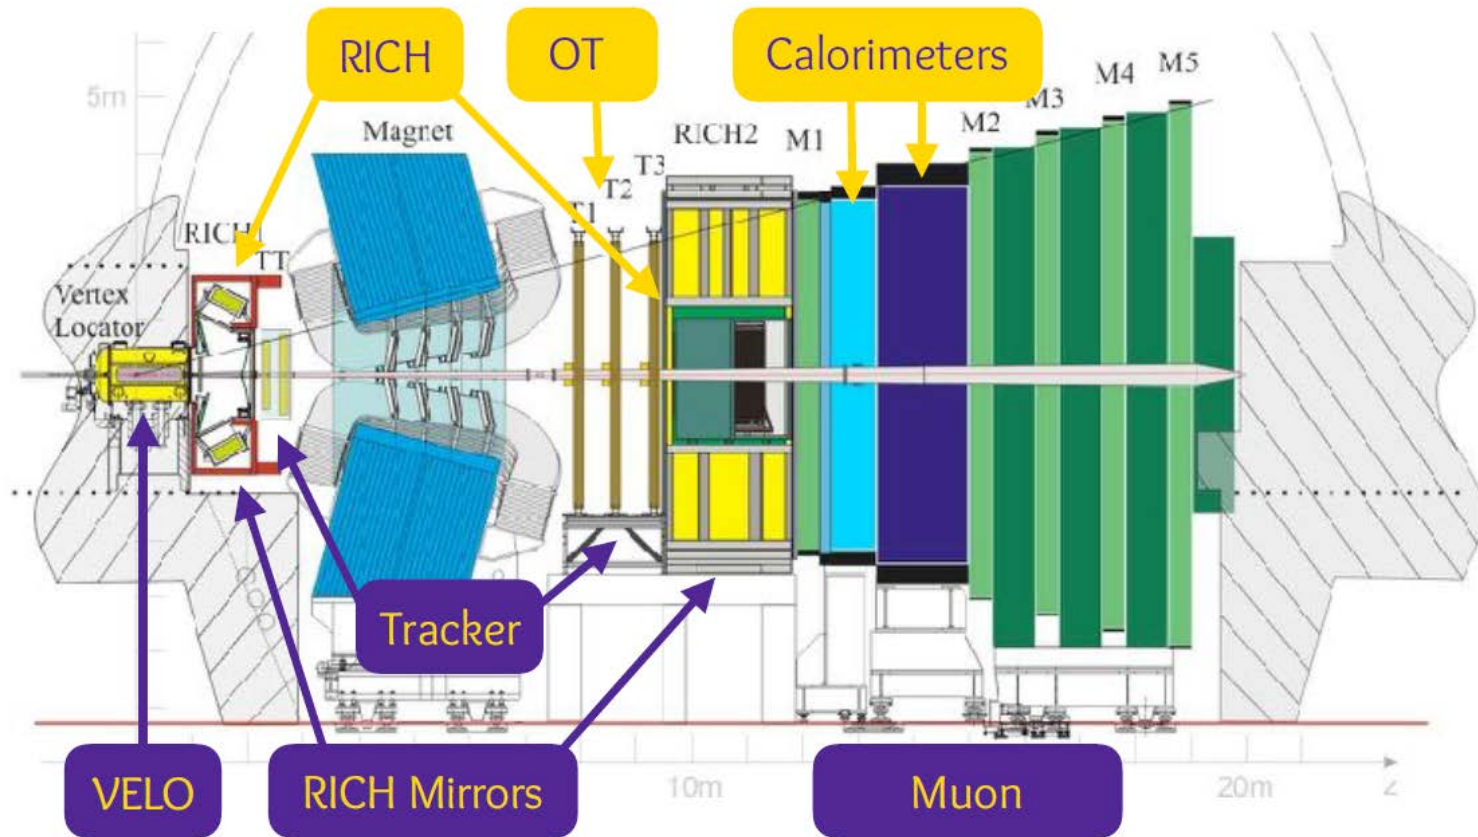 RICH
OT
Calorimeters
5m
Magnet
RICH2
M1
M2
M3
M4
M5
T1
T2
T3
RICH1
TT
Vertex
Locator
Tracker
VELO
RICH Mirrors
Muon
10m
20m
z